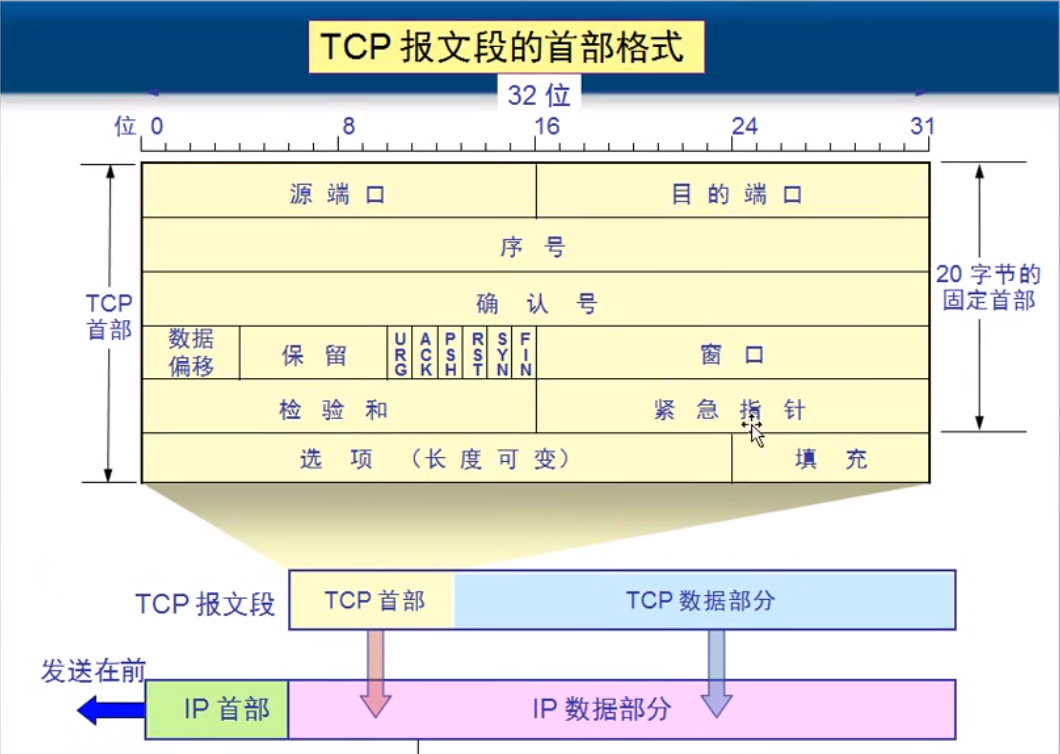 TCP 报文段的首部格式
32 位
位 0 8 16 24 31
源 端 口 目 的 端 口
序 号
TCP
首部
20 字节的
固定首部
确 认 号
数据
偏移
保 留
URG ACK PSH RST SYN FIN
窗 口
检 验 和 紧 急 指 针
选 项 （长 度 可 变） 填 充
TCP 报文段 TCP 首部 TCP 数据部分
发送在前
IP 首部 IP 数据部分